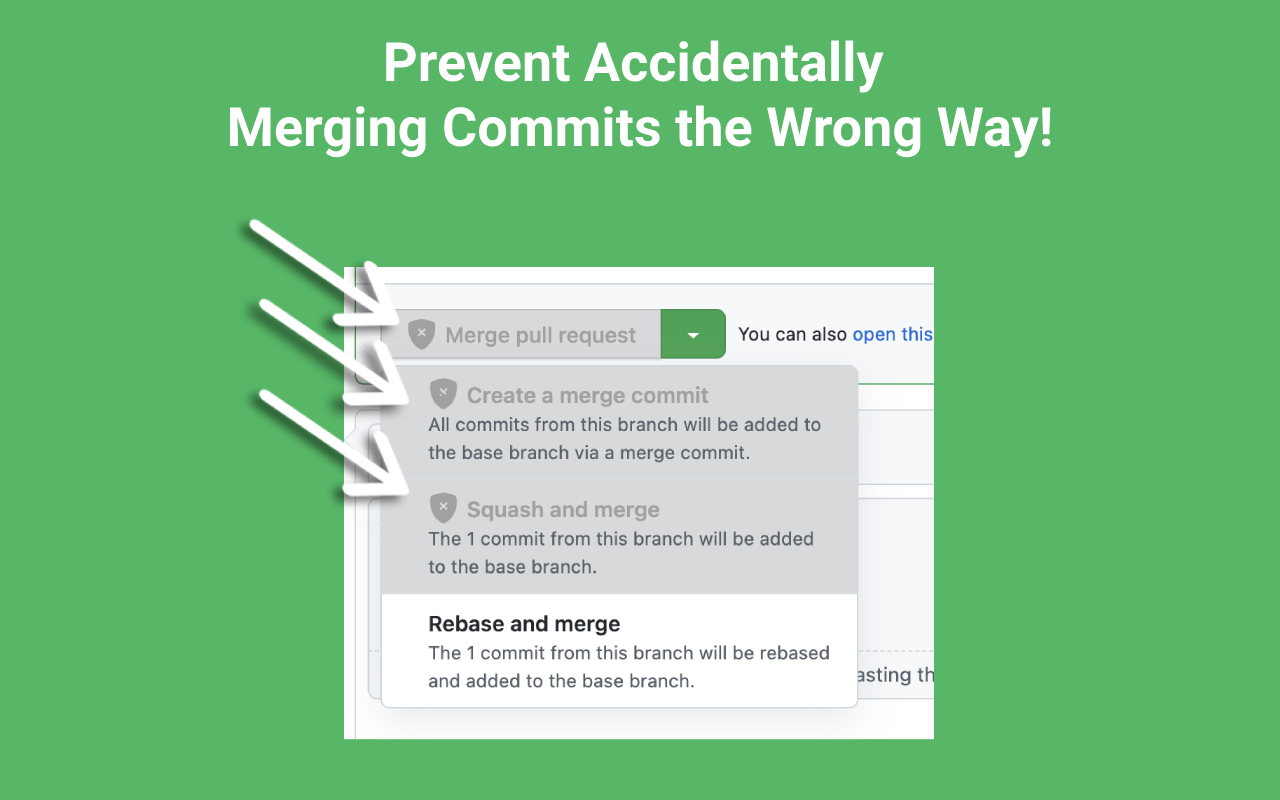 Prevent Accidentally
Merging Commits the Wrong Way!
Merge pull request
You can also open this
Create a merge commit
All commits from this branch will be added to
the base branch via a merge commit.
Squash and merge
The 1 commit from this branch will be added
to the base branch.
Rebase and merge
The 1 commit from this branch will be rebased
and added to the base branch.
asting th